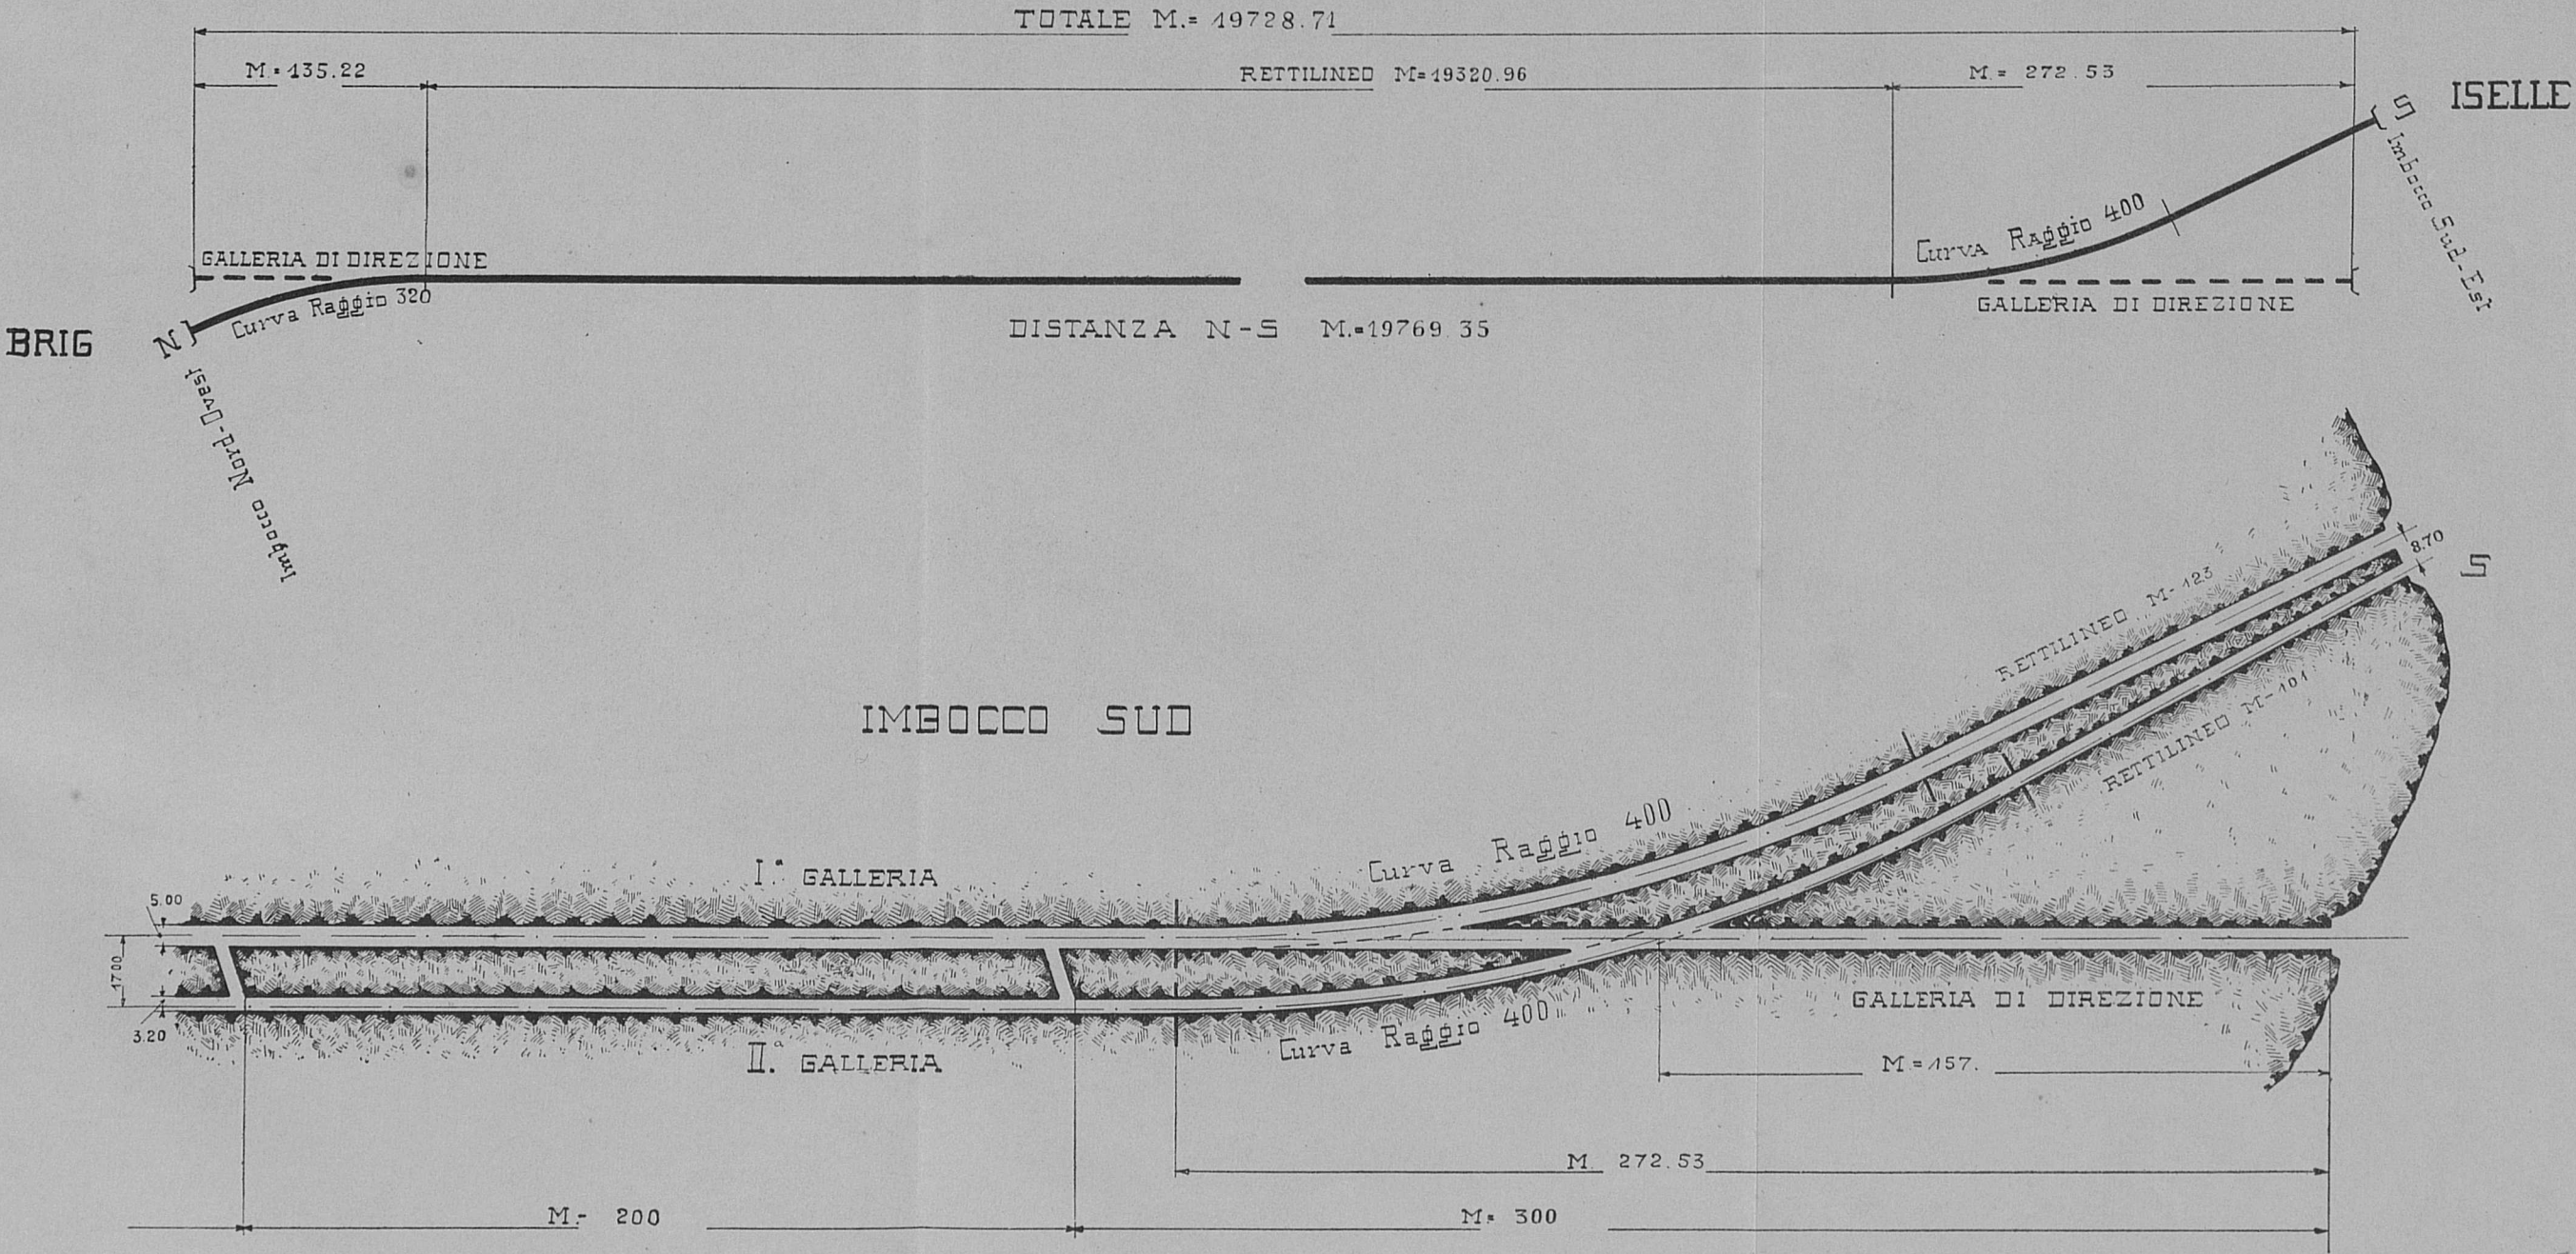 TOTALE M.= 19728.71
M.=135.22
RETTILINEO M=19320.96
M.= 272.53
ISELLE
S
Imbocco Sud-Est
Curva Raggio 400
GALLERIA DI DIREZIONE
Curva Raggio 320
GALLERIA DI DIREZIONE
DISTANZA N-S M.=19769.35
BRIG
N
Imbocco Nord-Ovest
8.70
S
RETTILINEO M-123
RETTILINEO M-101
IMBOCCO SUD
Curva Raggio 400
I.ª GALLERIA
5.00
17.00
3.20
GALLERIA DI DIREZIONE
Curva Raggio 400
II.ª GALLERIA
M=157.
M. 272.53
M.- 200
M= 300